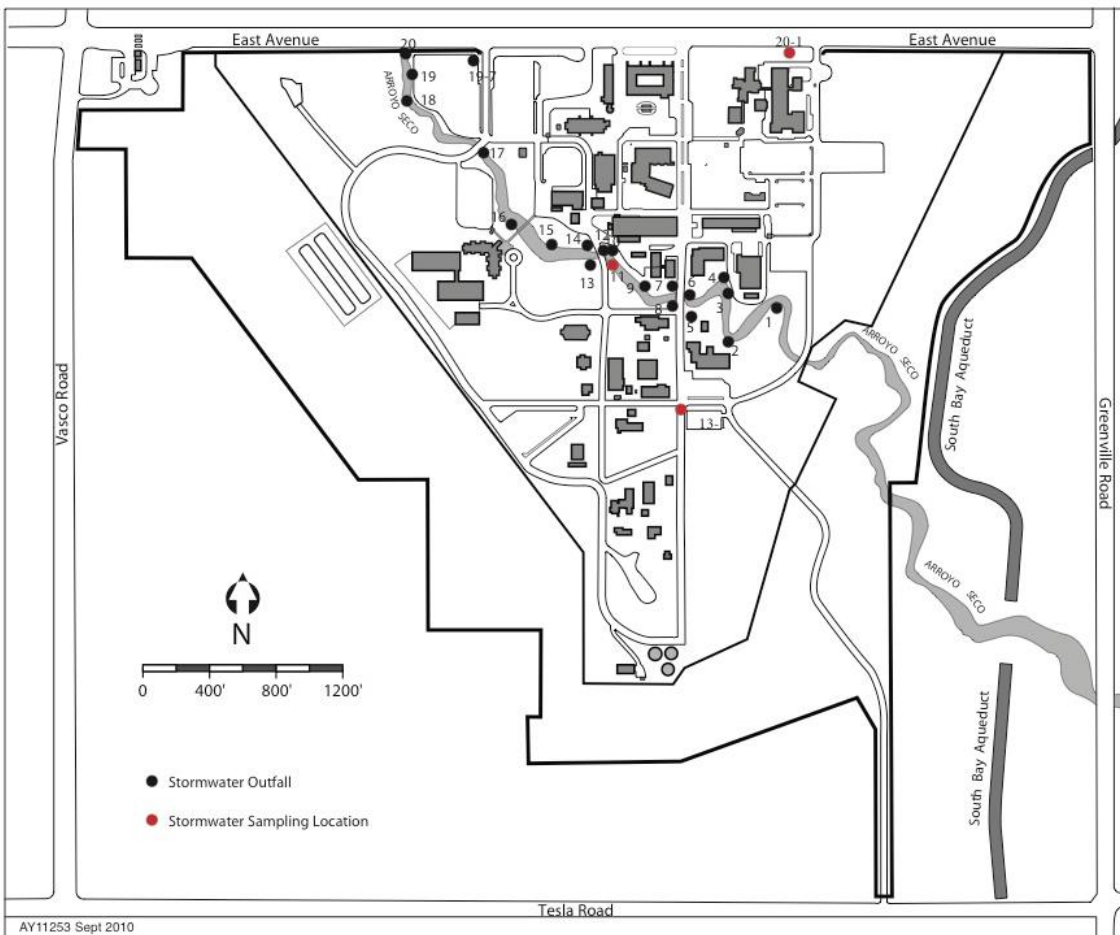 East Avenue
20
20-1
East Avenue
19
19-7
18
ARROYO SECO
17
16
15
14
12
13
11
9
7
8
6
5
4
3
2
1
ARROYO SECO
13-
Vasco Road
South Bay Aqueduct
Greenville Road
ARROYO SECO
N
0 400' 800' 1200'
South Bay Aqueduct
Stormwater Outfall
Stormwater Sampling Location
Tesla Road
AY11253 Sept 2010